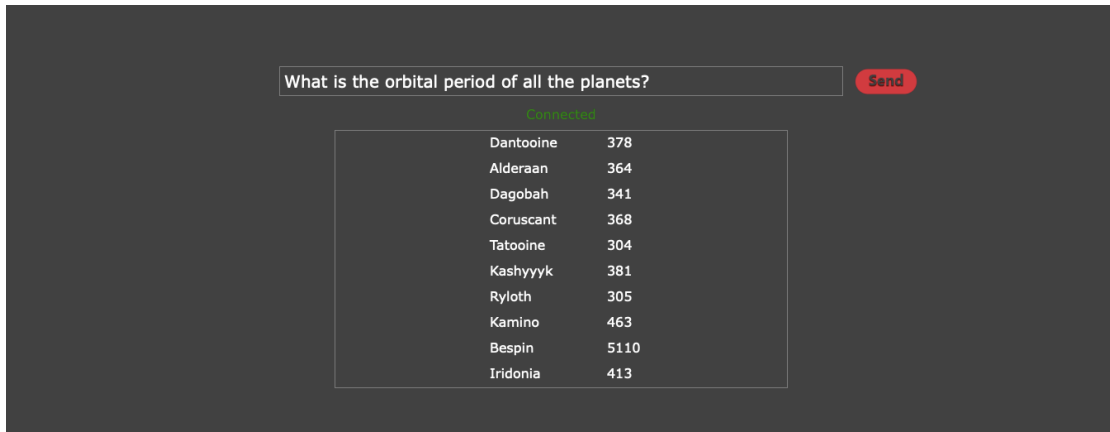 What is the orbital period of all the planets? Send
Connected
Dantooine 378
Alderaan 364
Dagobah 341
Coruscant 368
Tatooine 304
Kashyyyk 381
Ryloth 305
Kamino 463
Bespin 5110
Iridonia 413